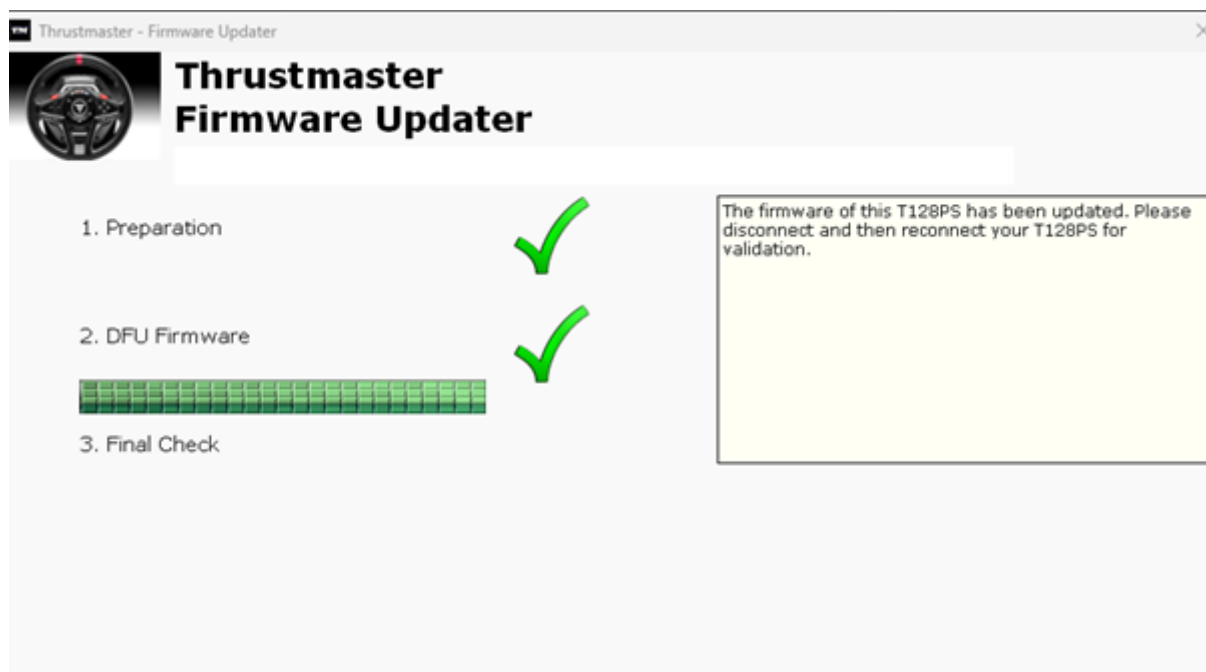 Thrustmaster - Firmware Updater
Thrustmaster
Firmware Updater
1. Preparation
2. DFU Firmware
3. Final Check
The firmware of this T128PS has been updated. Please
disconnect and then reconnect your T128PS for
validation.